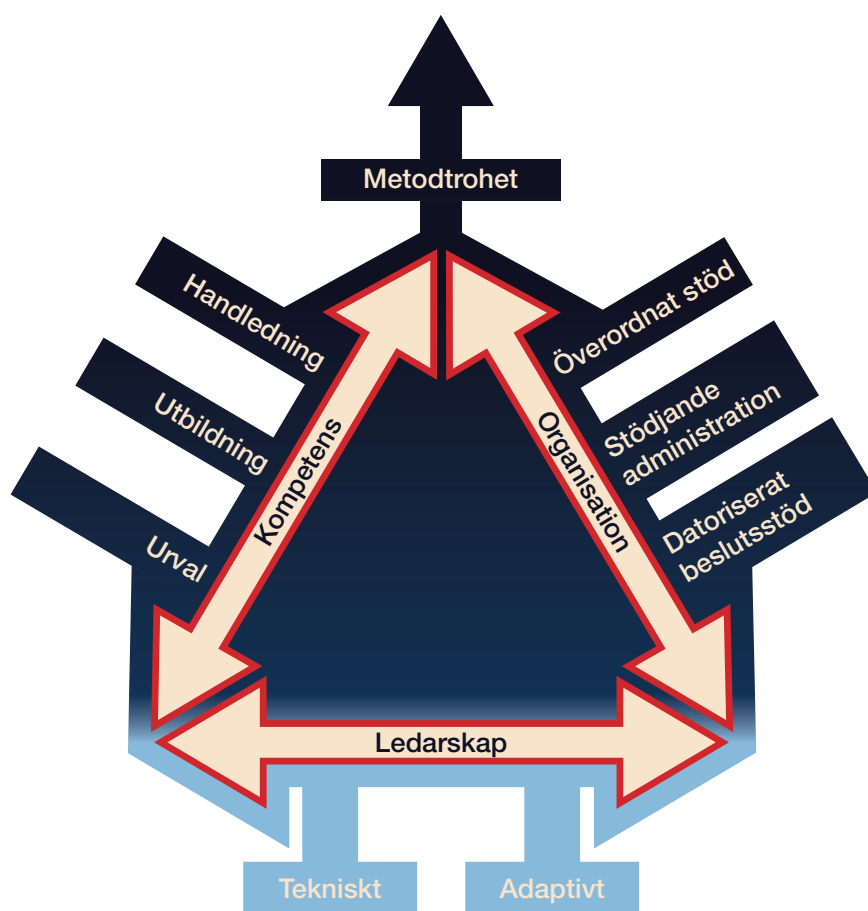 Metodtrohet
Handledning
Utbildning
Urval
Kompetens
Överordnat stöd
Stödjande
administration
Datoriserat
beslutsstöd
Organisation
Ledarskap
Tekniskt
Adaptivt